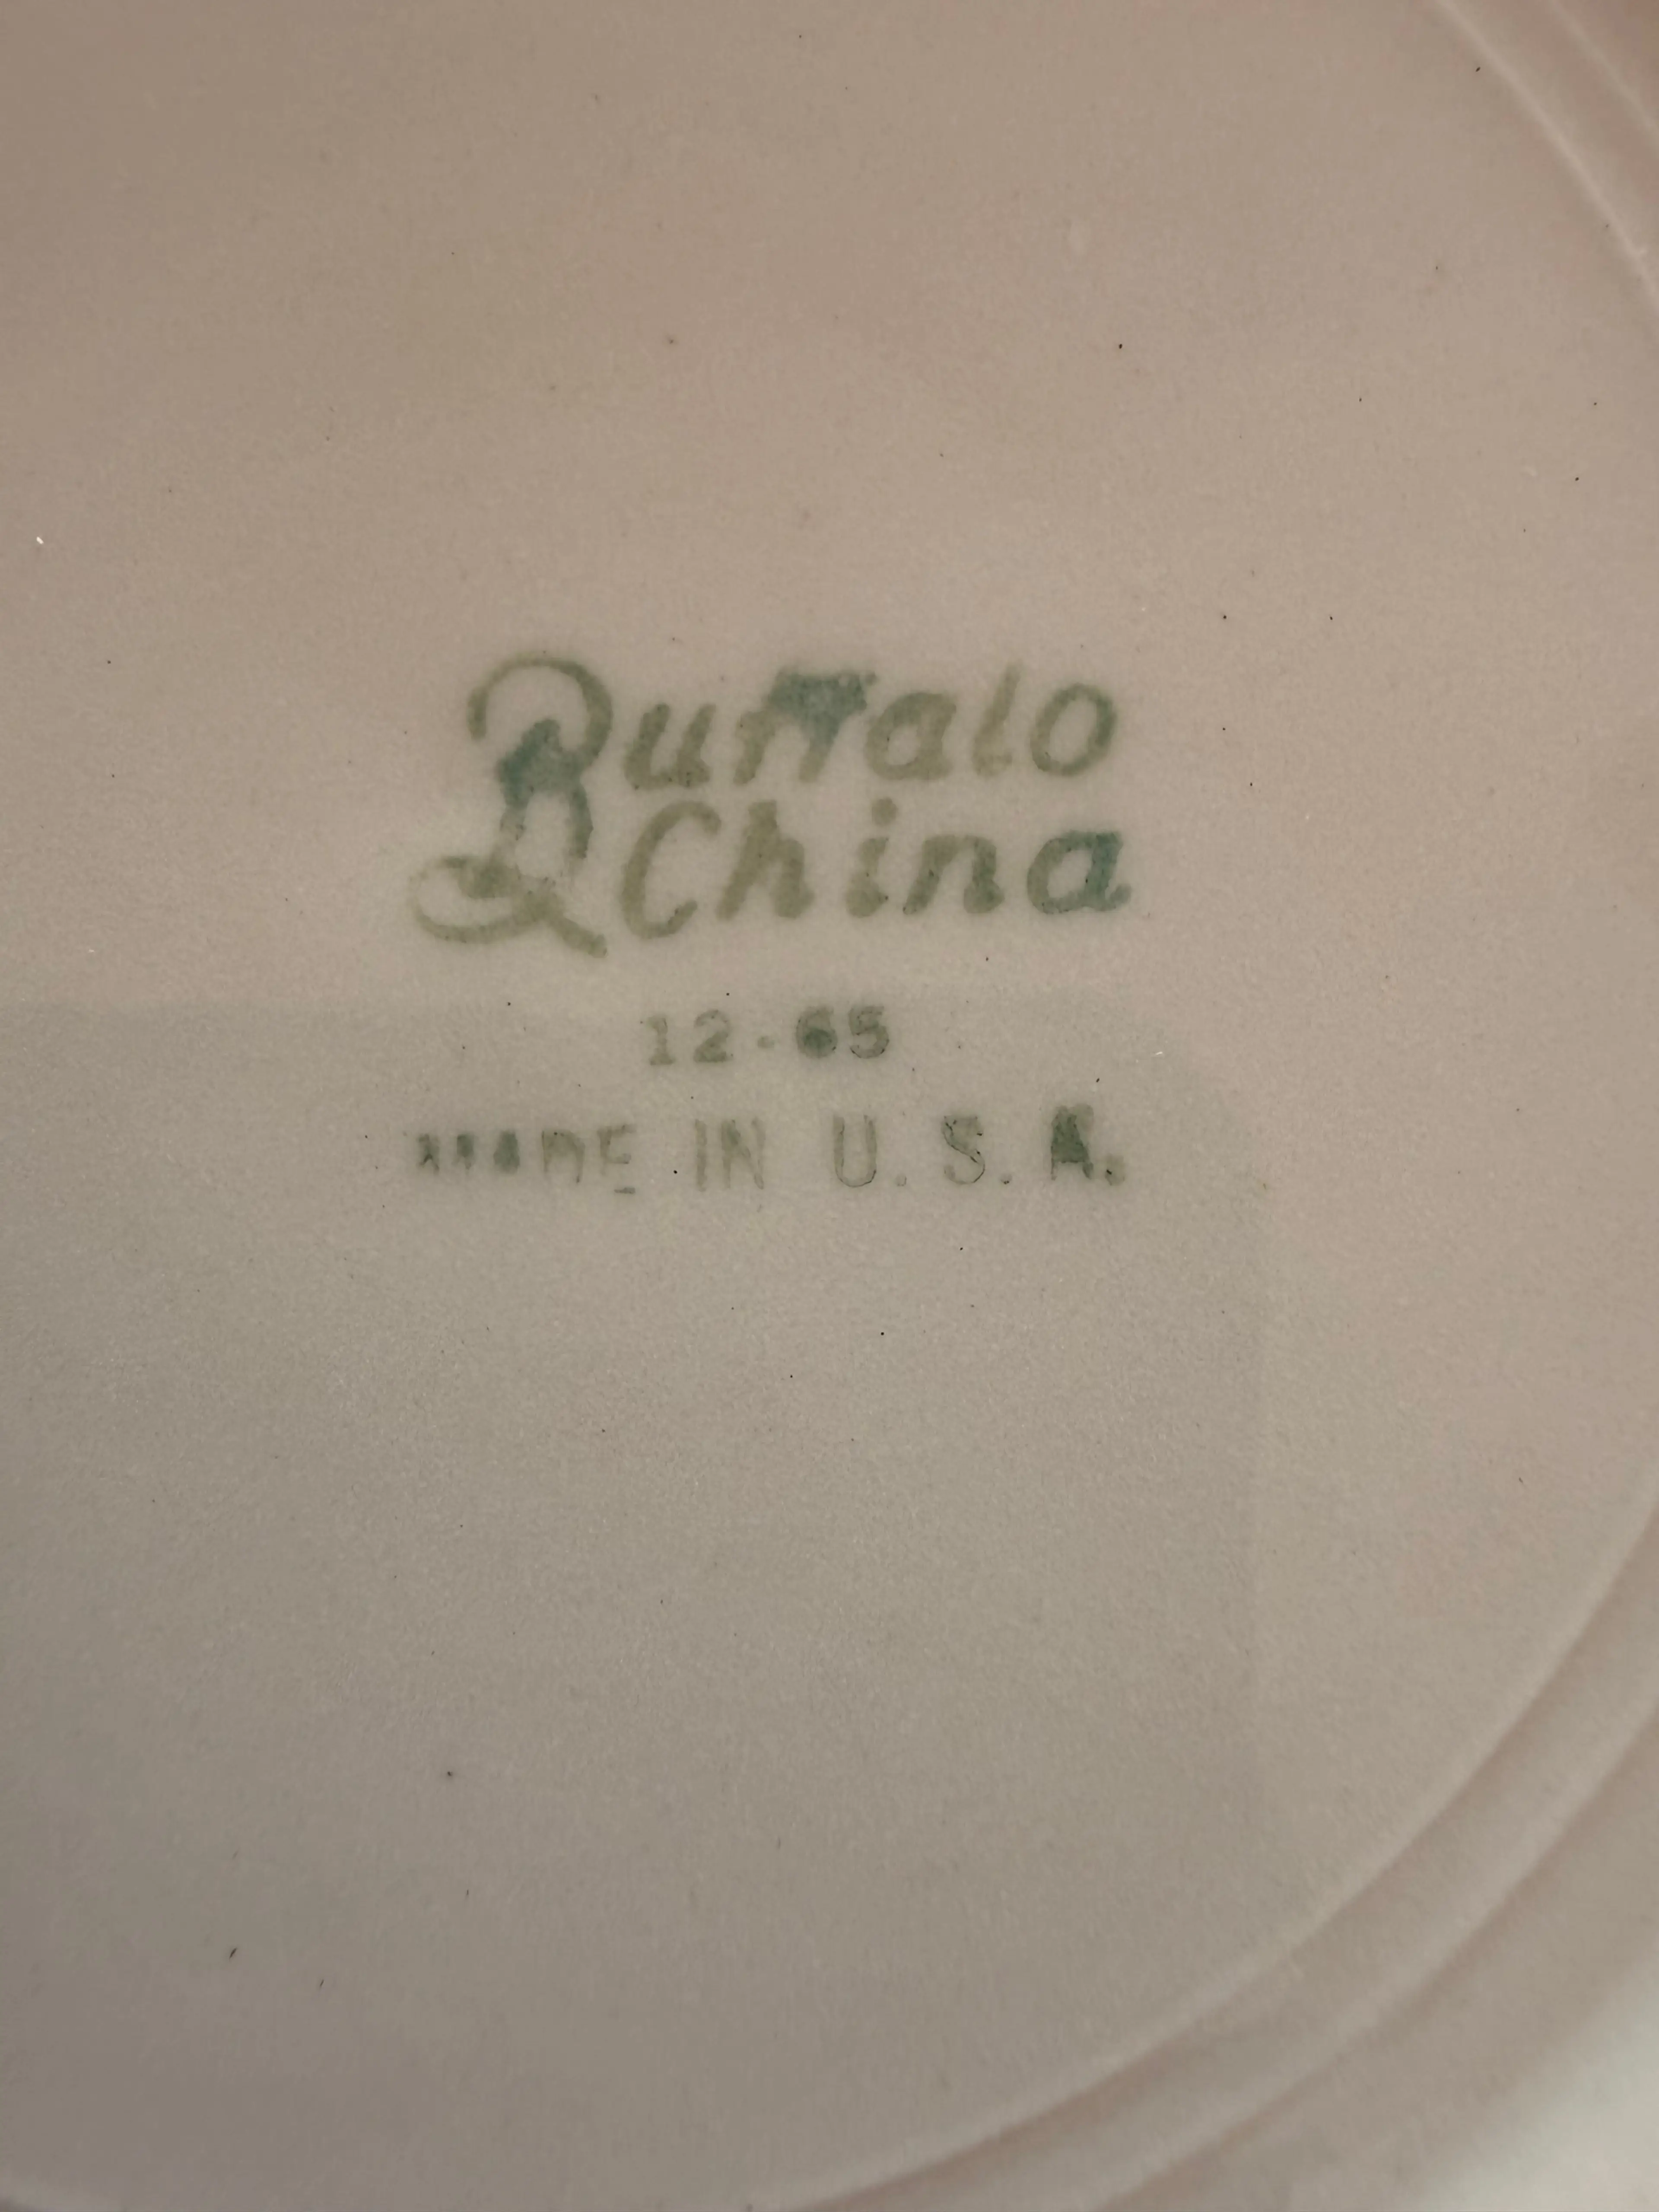 Buffalo
China
12-65
MADE IN U.S.A.